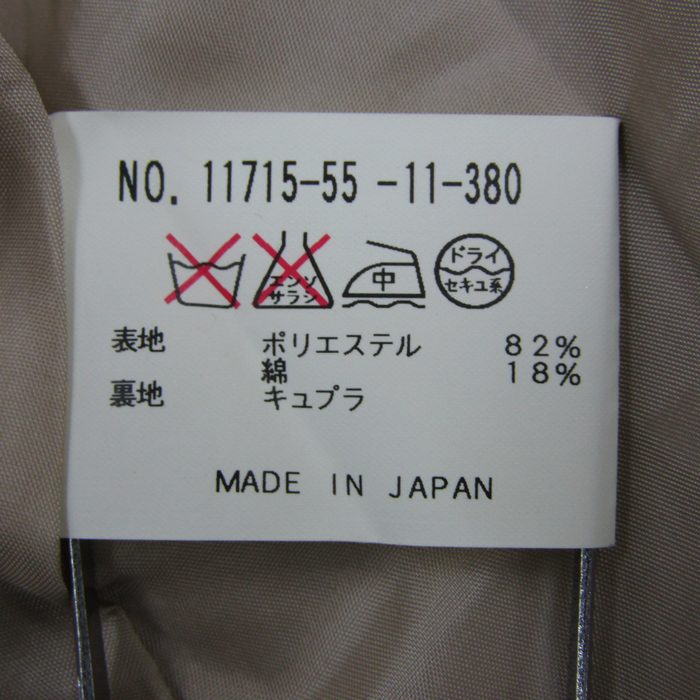 NO. 11715-55 -11-380
エンソ
サラシ
中
ドライ
セキユ系
表地 ポリエステル 82%
綿 18%
裏地 キュプラ
MADE IN JAPAN